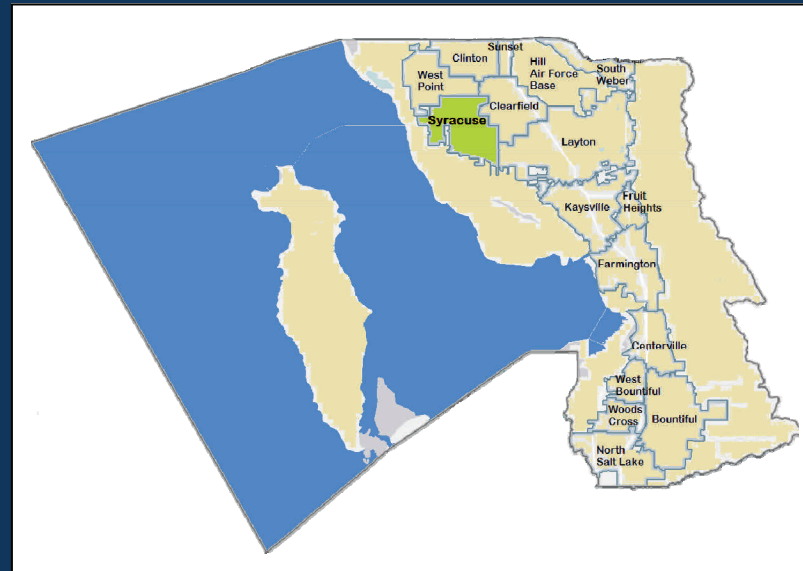 Sunset
Clinton
Hill
Air Force
Base
South
Weber
West
Point
Clearfield
Syracuse
Layton
Kaysville
Fruit
Heights
Farmington
Centerville
West
Bountiful
Woods
Cross
Bountiful
North
Salt Lake